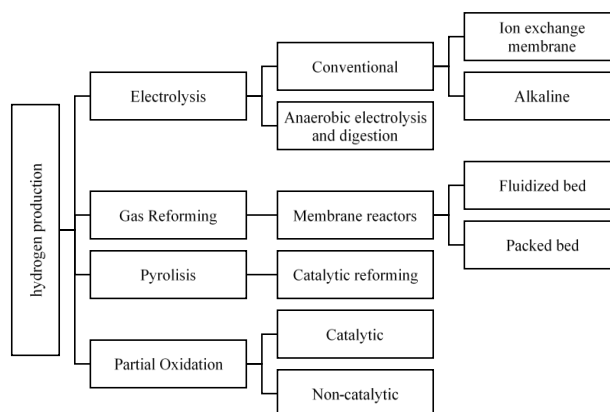 hydrogen production
Electrolysis
Conventional
Ion exchange
membrane
Alkaline
Anaerobic electrolysis
and digestion
Gas Reforming
Membrane reactors
Fluidized bed
Packed bed
Pyrolisis
Catalytic reforming
Partial Oxidation
Catalytic
Non-catalytic